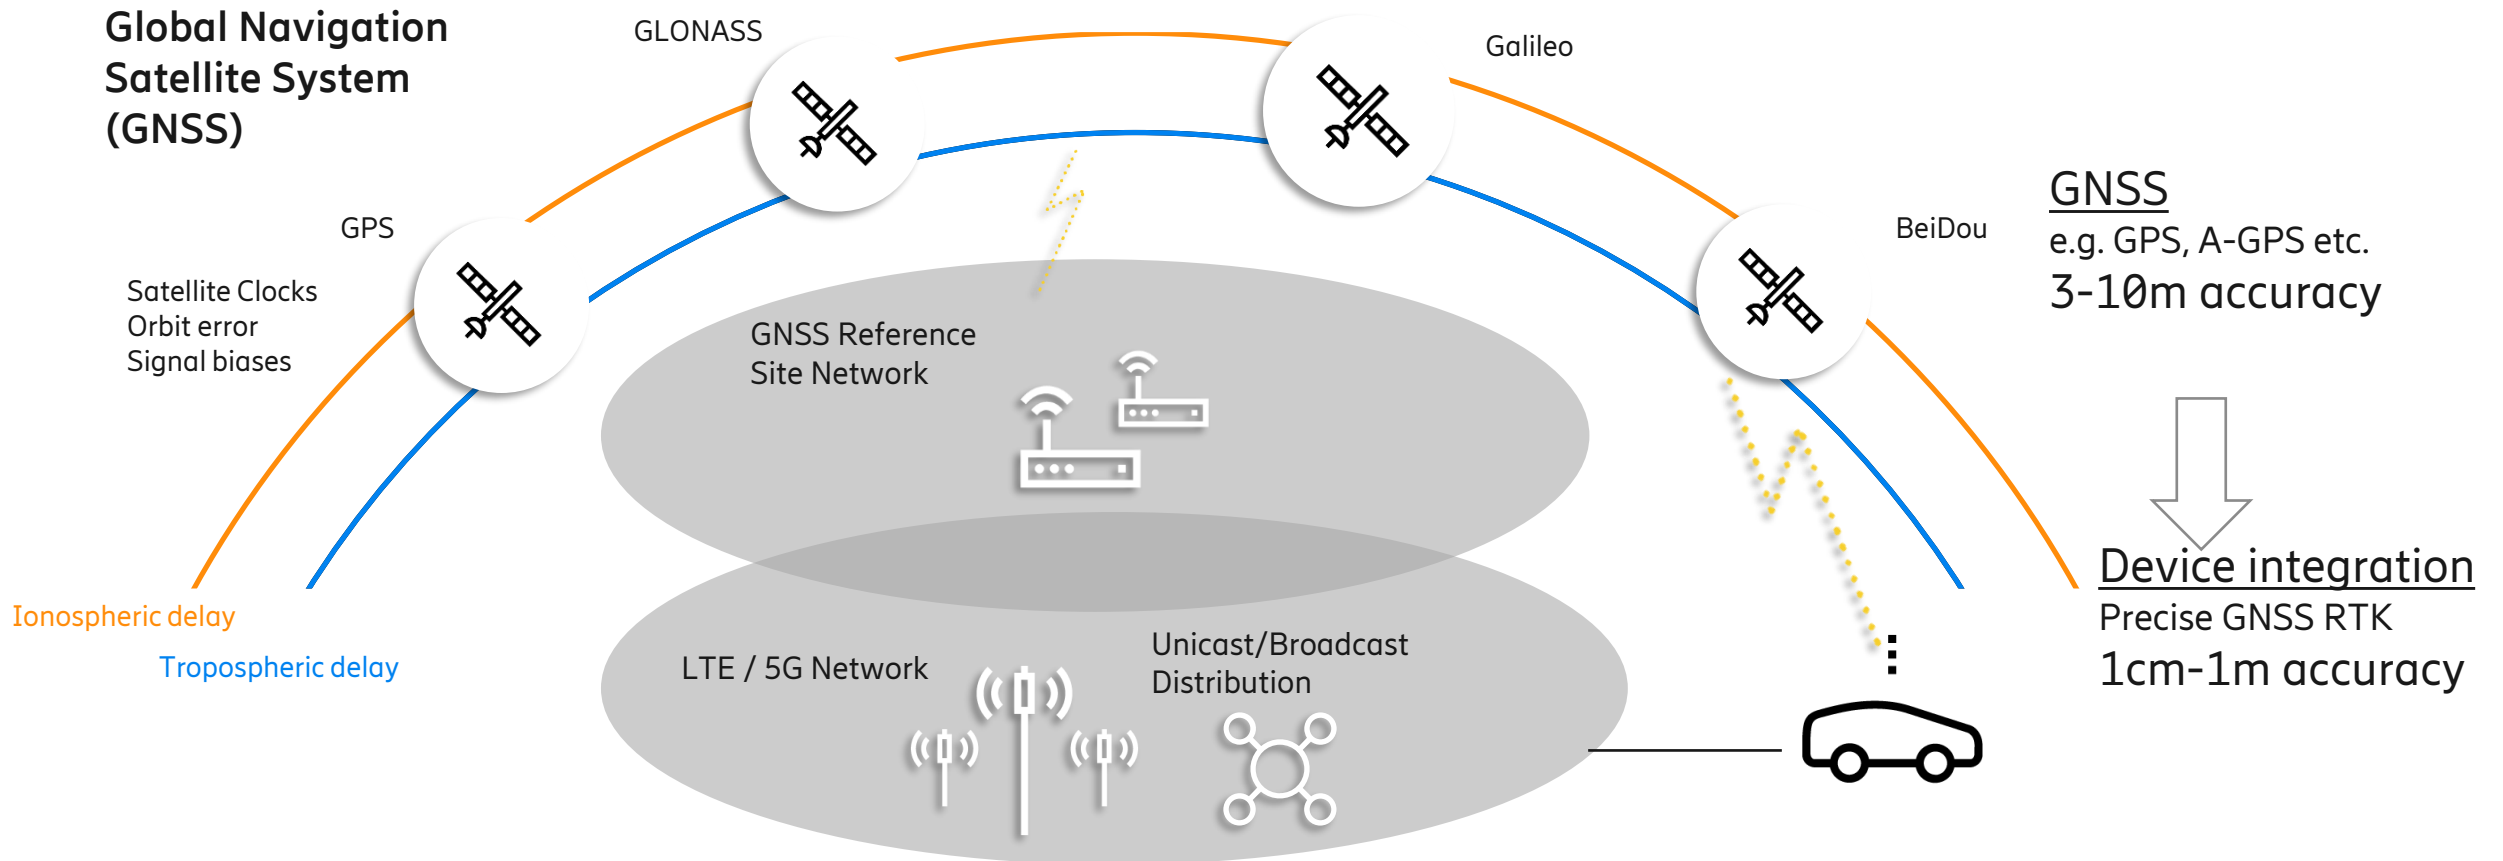 Global Navigation
Satellite System
(GNSS)
GLONASS
Galileo
GPS
BeiDou
Satellite Clocks
Orbit error
Signal biases
GNSS
e.g. GPS, A-GPS etc.
3-10m accuracy
GNSS Reference
Site Network
Ionospheric delay
Tropospheric delay
LTE / 5G Network
Unicast/Broadcast
Distribution
Device integration
Precise GNSS RTK
1cm-1m accuracy